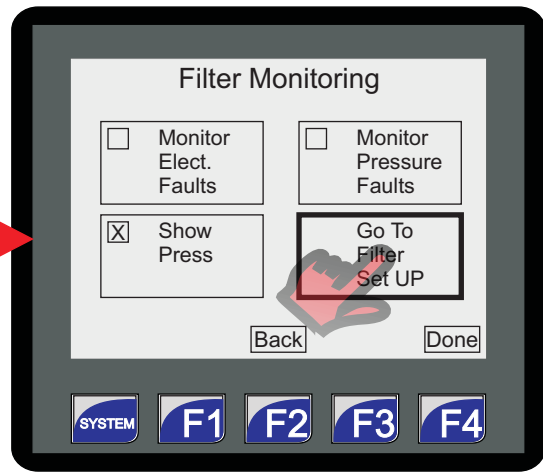 Filter Monitoring
Monitor
Elect.
Faults
Monitor
Pressure
Faults
X Show
Press
Go To
Filter
Set UP
Back Done
SYSTEM F1 F2 F3 F4